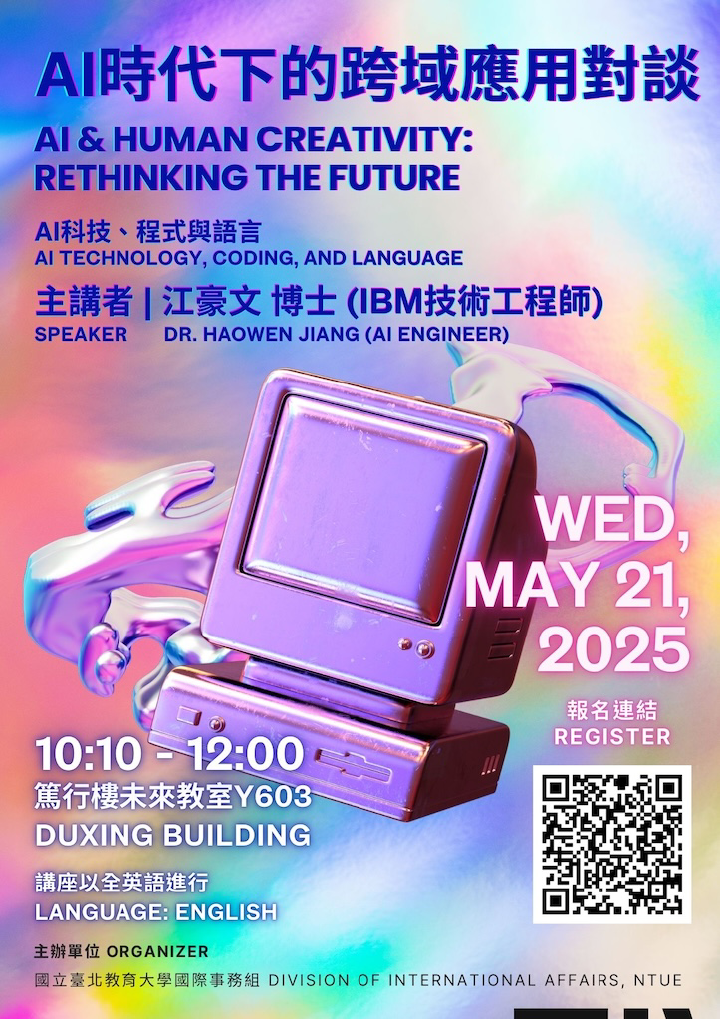 AI時代下的跨域應用對談
AI & HUMAN CREATIVITY:
RETHINKING THE FUTURE
AI科技、程式與語言
AI TECHNOLOGY, CODING, AND LANGUAGE
主講者 | 江豪文 博士 (IBM技術工程師)
SPEAKER DR. HAOWEN JIANG (AI ENGINEER)
WED,
MAY 21,
2025
報名連結
REGISTER
10:10 - 12:00
篤行樓未來教室Y603
DUXING BUILDING
講座以全英語進行
LANGUAGE: ENGLISH
主辦單位 ORGANIZER
國立臺北教育大學國際事務組 DIVISION OF INTERNATIONAL AFFAIRS, NTUE